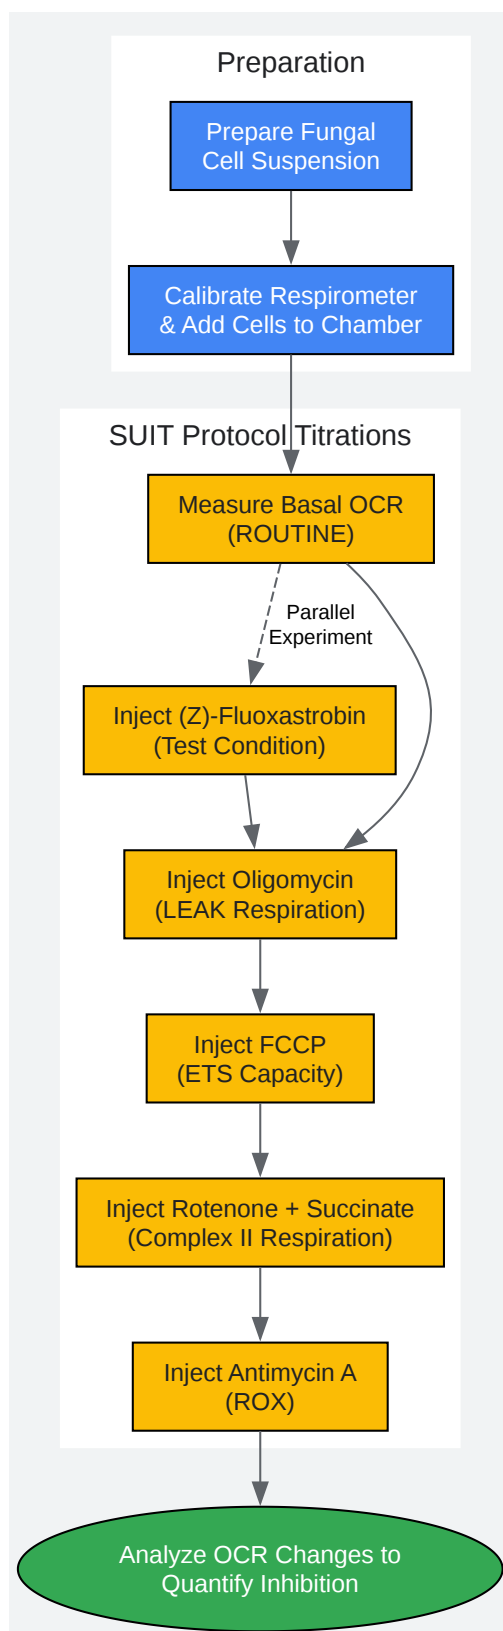 Preparation
Prepare Fungal
Cell Suspension
Calibrate Respirometer
& Add Cells to Chamber
SUIT Protocol Titrations
Measure Basal OCR
(ROUTINE)
Parallel
Experiment
Inject (Z)-Fluoxastrobin
(Test Condition)
Inject Oligomycin
(LEAK Respiration)
Inject FCCP
(ETS Capacity)
Inject Rotenone + Succinate
(Complex II Respiration)
Inject Antimycin A
(ROX)
Analyze OCR Changes to
Quantify Inhibition